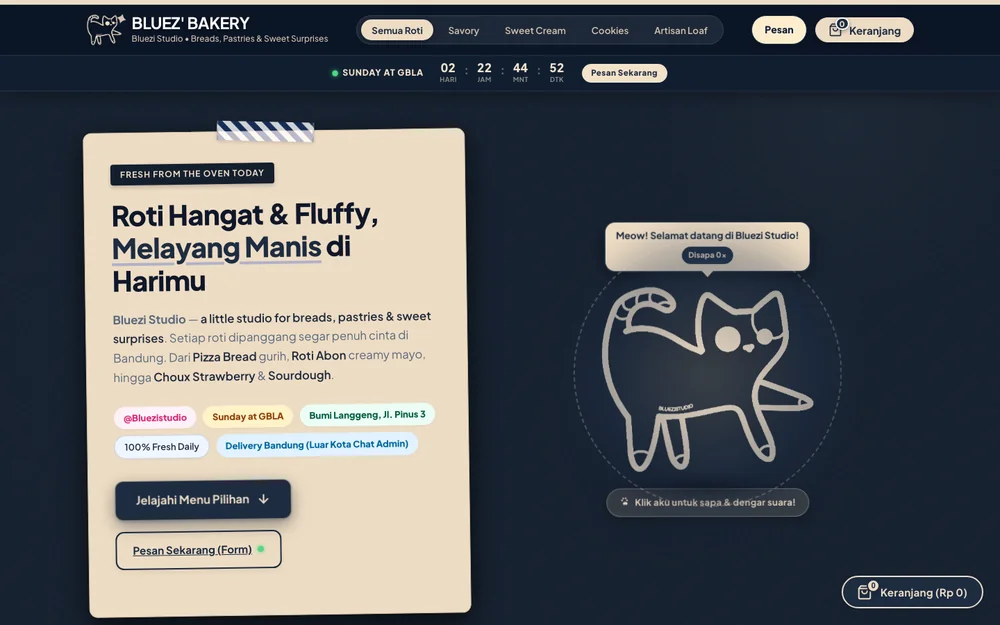 BLUEZ' BAKERY
Bluezi Studio • Breads, Pastries & Sweet Surprises
Semua Roti
Savory
Sweet Cream
Cookies
Artisan Loaf
Pesan
0
Keranjang
SUNDAY AT GBLA
02 : 22 : 44 : 52
HARI JAM MNT DTK
Pesan Sekarang
FRESH FROM THE OVEN TODAY
Roti Hangat & Fluffy,
Melayang Manis di
Harimu
Bluezi Studio — a little studio for breads, pastries & sweet
surprises. Setiap roti dipanggang segar penuh cinta di
Bandung. Dari Pizza Bread gurih, Roti Abon creamy mayo,
hingga Choux Strawberry & Sourdough.
@Bluezistudio
Sunday at GBLA
Bumi Langgeng, Jl. Pinus 3
100% Fresh Daily
Delivery Bandung (Luar Kota Chat Admin)
Jelajahi Menu Pilihan ↓
Pesan Sekarang (Form)
Meow! Selamat datang di Bluezi Studio!
Disapa 0×
BLUEZISTUDIO
Klik aku untuk sapa & dengar suara!
0
Keranjang (Rp 0)